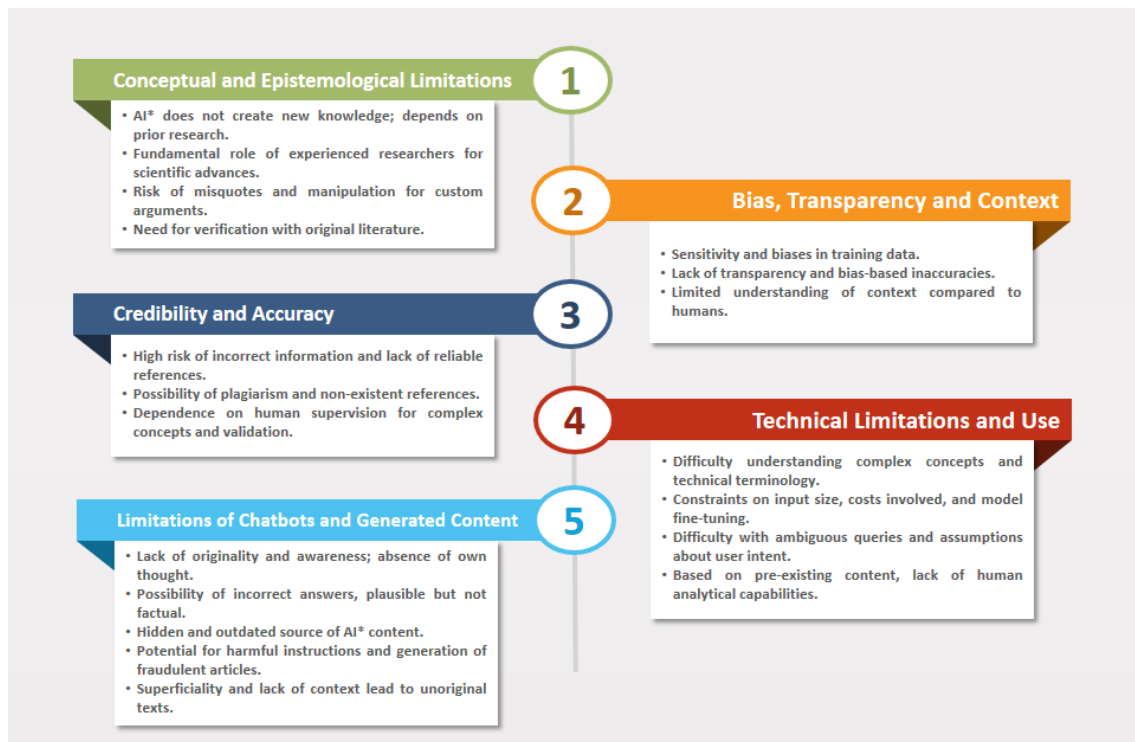 1
Conceptual and Epistemological Limitations
• AI* does not create new knowledge; depends on
prior research.
• Fundamental role of experienced researchers for
scientific advances.
• Risk of misquotes and manipulation for custom
arguments.
• Need for verification with original literature.
2
Bias, Transparency and Context
• Sensitivity and biases in training data.
• Lack of transparency and bias-based inaccuracies.
• Limited understanding of context compared to
humans.
3
Credibility and Accuracy
• High risk of incorrect information and lack of reliable
references.
• Possibility of plagiarism and non-existent references.
• Dependence on human supervision for complex
concepts and validation.
4
Technical Limitations and Use
• Difficulty understanding complex concepts and
technical terminology.
• Constraints on input size, costs involved, and model
fine-tuning.
• Difficulty with ambiguous queries and assumptions
about user intent.
• Based on pre-existing content, lack of human
analytical capabilities.
5
Limitations of Chatbots and Generated Content
• Lack of originality and awareness; absence of own
thought.
• Possibility of incorrect answers, plausible but not
factual.
• Hidden and outdated source of AI* content.
• Potential for harmful instructions and generation of
fraudulent articles.
• Superficiality and lack of context lead to unoriginal
texts.